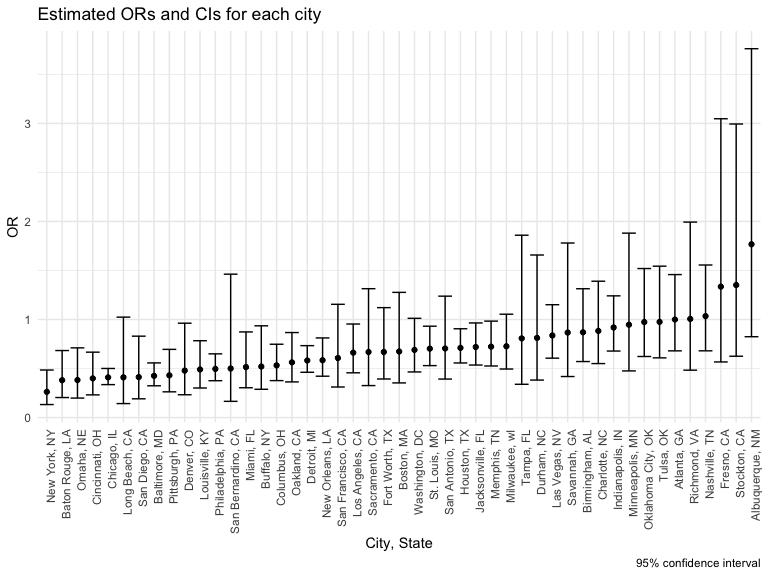 Estimated ORs and CIs for each city
OR
3
2
1
0
New York, NY
Baton Rouge, LA
Omaha, NE
Cincinnati, OH
Chicago, IL
Long Beach, CA
San Diego, CA
Baltimore, MD
Pittsburgh, PA
Denver, CO
Louisville, KY
Philadelphia, PA
San Bernardino, CA
Miami, FL
Buffalo, NY
Columbus, OH
Oakland, CA
Detroit, MI
New Orleans, LA
San Francisco, CA
Los Angeles, CA
Sacramento, CA
Fort Worth, TX
Boston, MA
Washington, DC
St. Louis, MO
San Antonio, TX
Houston, TX
Jacksonville, FL
Memphis, TN
Milwaukee, wI
Tampa, FL
Durham, NC
Las Vegas, NV
Savannah, GA
Birmingham, AL
Charlotte, NC
Indianapolis, IN
Minneapolis, MN
Oklahoma City, OK
Tulsa, OK
Atlanta, GA
Richmond, VA
Nashville, TN
Fresno, CA
Stockton, CA
Albuquerque, NM
City, State
95% confidence interval